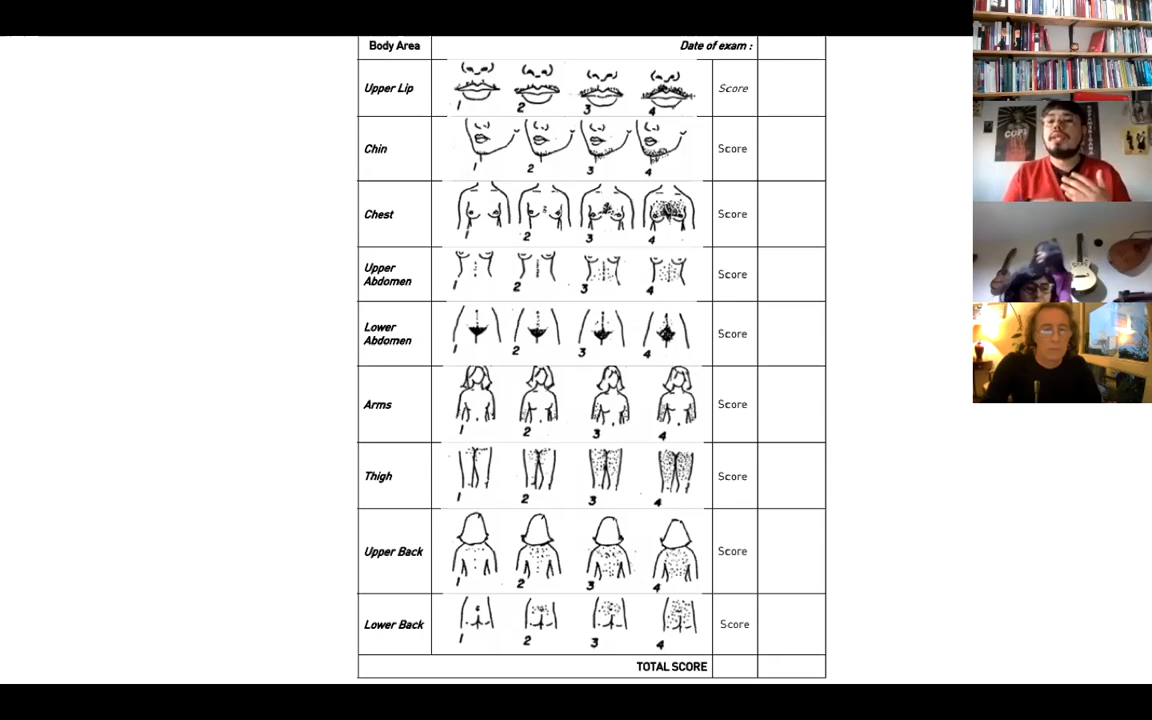 Body Area Date of exam :
Upper Lip 1 2 3 4 Score
Chin 1 2 3 4 Score
Chest 1 2 3 4 Score
Upper
Abdomen 1 2 3 4 Score
Lower
Abdomen 1 2 3 4 Score
Arms 1 2 3 4 Score
Thigh 1 2 3 4 Score
Upper Back 1 2 3 4 Score
Lower Back 1 2 3 4 Score
TOTAL SCORE